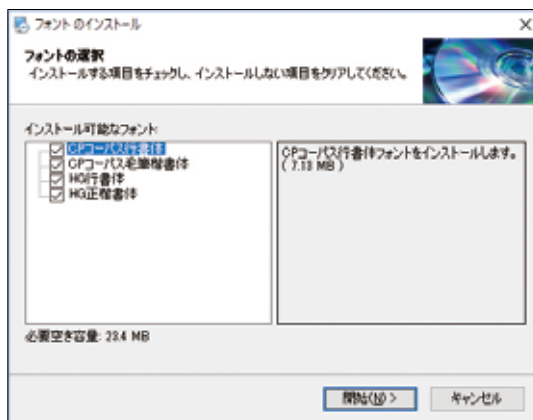 フォントのインストール
フォントの選択
インストールする項目をチェックし、インストールしない項目をクリアしてください。
インストール可能なフォント:
CPコーパス行書体
CPコーパス毛筆楷書体
HG行書体
HG正楷書体
CPコーパス行書体フォントをインストールします。
( 7.13 MB )
必要空き容量: 23.4 MB
開始(N) >
キャンセル